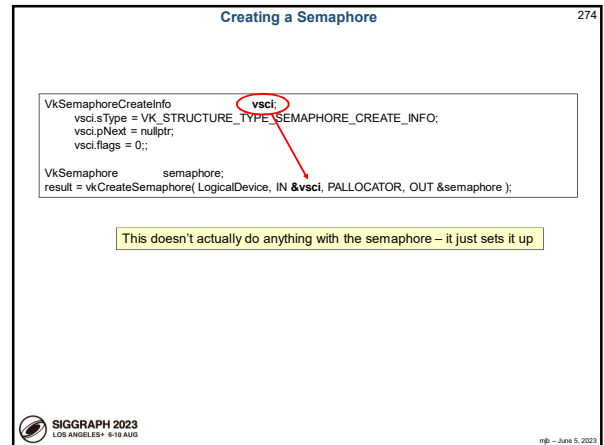 Creating a Semaphore
274
VkSemaphoreCreateInfo vsci;
vsci.sType = VK_STRUCTURE_TYPE_SEMAPHORE_CREATE_INFO;
vsci.pNext = nullptr;
vsci.flags = 0;;
VkSemaphore semaphore;
result = vkCreateSemaphore( LogicalDevice, IN &vsci, PALLOCATOR, OUT &semaphore );
This doesn't actually do anything with the semaphore – it just sets it up
SIGGRAPH 2023
LOS ANGELES+ 6-10 AUG
mjb – June 5, 2023